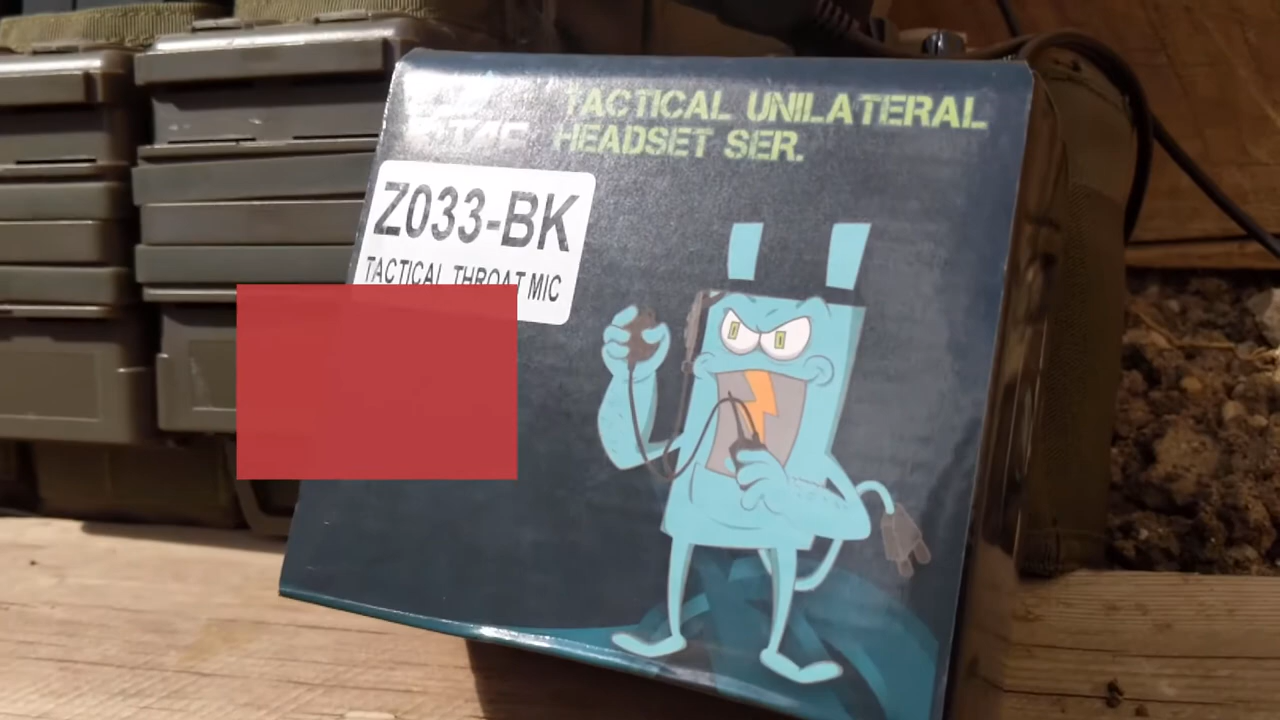 TACTICAL UNILATERAL
HEADSET SER.
Z033-BK
TACTICAL THROAT MIC